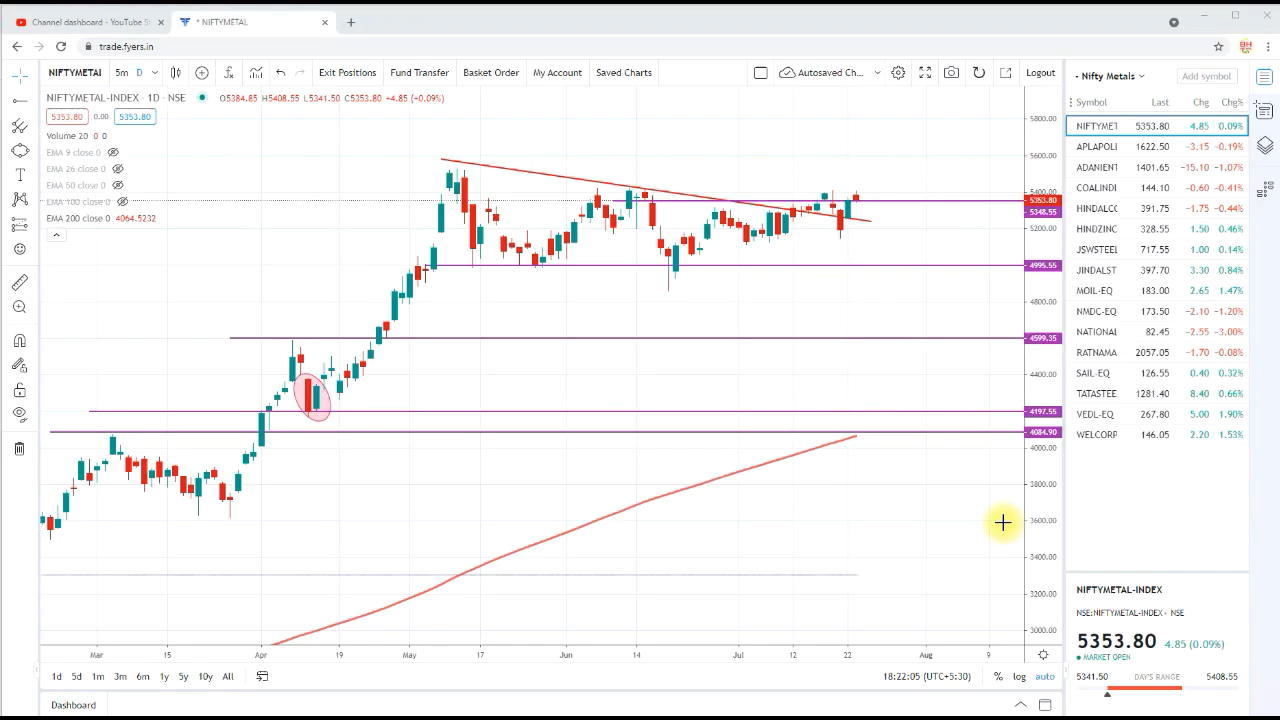 Channel dashboard - YouTube St
* NIFTYMETAL
trade.fyers.in
NIFTYMETAL 5m D Exit Positions Fund Transfer Basket Order My Account Saved Charts Autosaved Ch... Logout
NIFTYMETAL-INDEX · 1D · NSE O5384.85 H5408.55 L5341.50 C5353.80 +4.85 (+0.09%)
5353.80 0.00 5353.80
Volume 20 0 0
EMA 9 close 0
EMA 26 close 0
EMA 50 close 0
EMA 100 close 0
EMA 200 close 0 4064.5232
5800.00
5600.00
5400.00
5353.80
5348.55
5200.00
4995.55
4800.00
4599.35
4400.00
4197.55
4084.90
4000.00
3800.00
3600.00
3400.00
3200.00
3000.00
Mar 15 Apr 19 May 17 Jun 14 Jul 12 22 Aug 9
1d 5d 1m 3m 6m 1y 5y 10y All 18:22:05 (UTC+5:30) % log auto
Dashboard
Nifty Metals Add symbol
Symbol Last Chg Chg%
NIFTYMET 5353.80 4.85 0.09%
APLAPOLI 1622.50 -3.15 -0.19%
ADANIENT 1401.65 -15.10 -1.07%
COALINDI 144.10 -0.60 -0.41%
HINDALC( 391.75 -1.75 -0.44%
HINDZINC 328.55 1.50 0.46%
JSWSTEEL 717.55 1.00 0.14%
JINDALST 397.70 3.30 0.84%
MOIL-EQ 183.00 2.65 1.47%
NMDC-EQ 173.50 -2.10 -1.20%
NATIONAL 82.45 -2.55 -3.00%
RATNAMA 2057.05 -1.70 -0.08%
SAIL-EQ 126.55 0.40 0.32%
TATASTEE 1281.40 8.40 0.66%
VEDL-EQ 267.80 5.00 1.90%
WELCORP 146.05 2.20 1.53%
NIFTYMETAL-INDEX
NSE:NIFTYMETAL-INDEX • NSE
5353.80 4.85 (0.09%)
MARKET OPEN
5341.50 DAY'S RANGE 5408.55